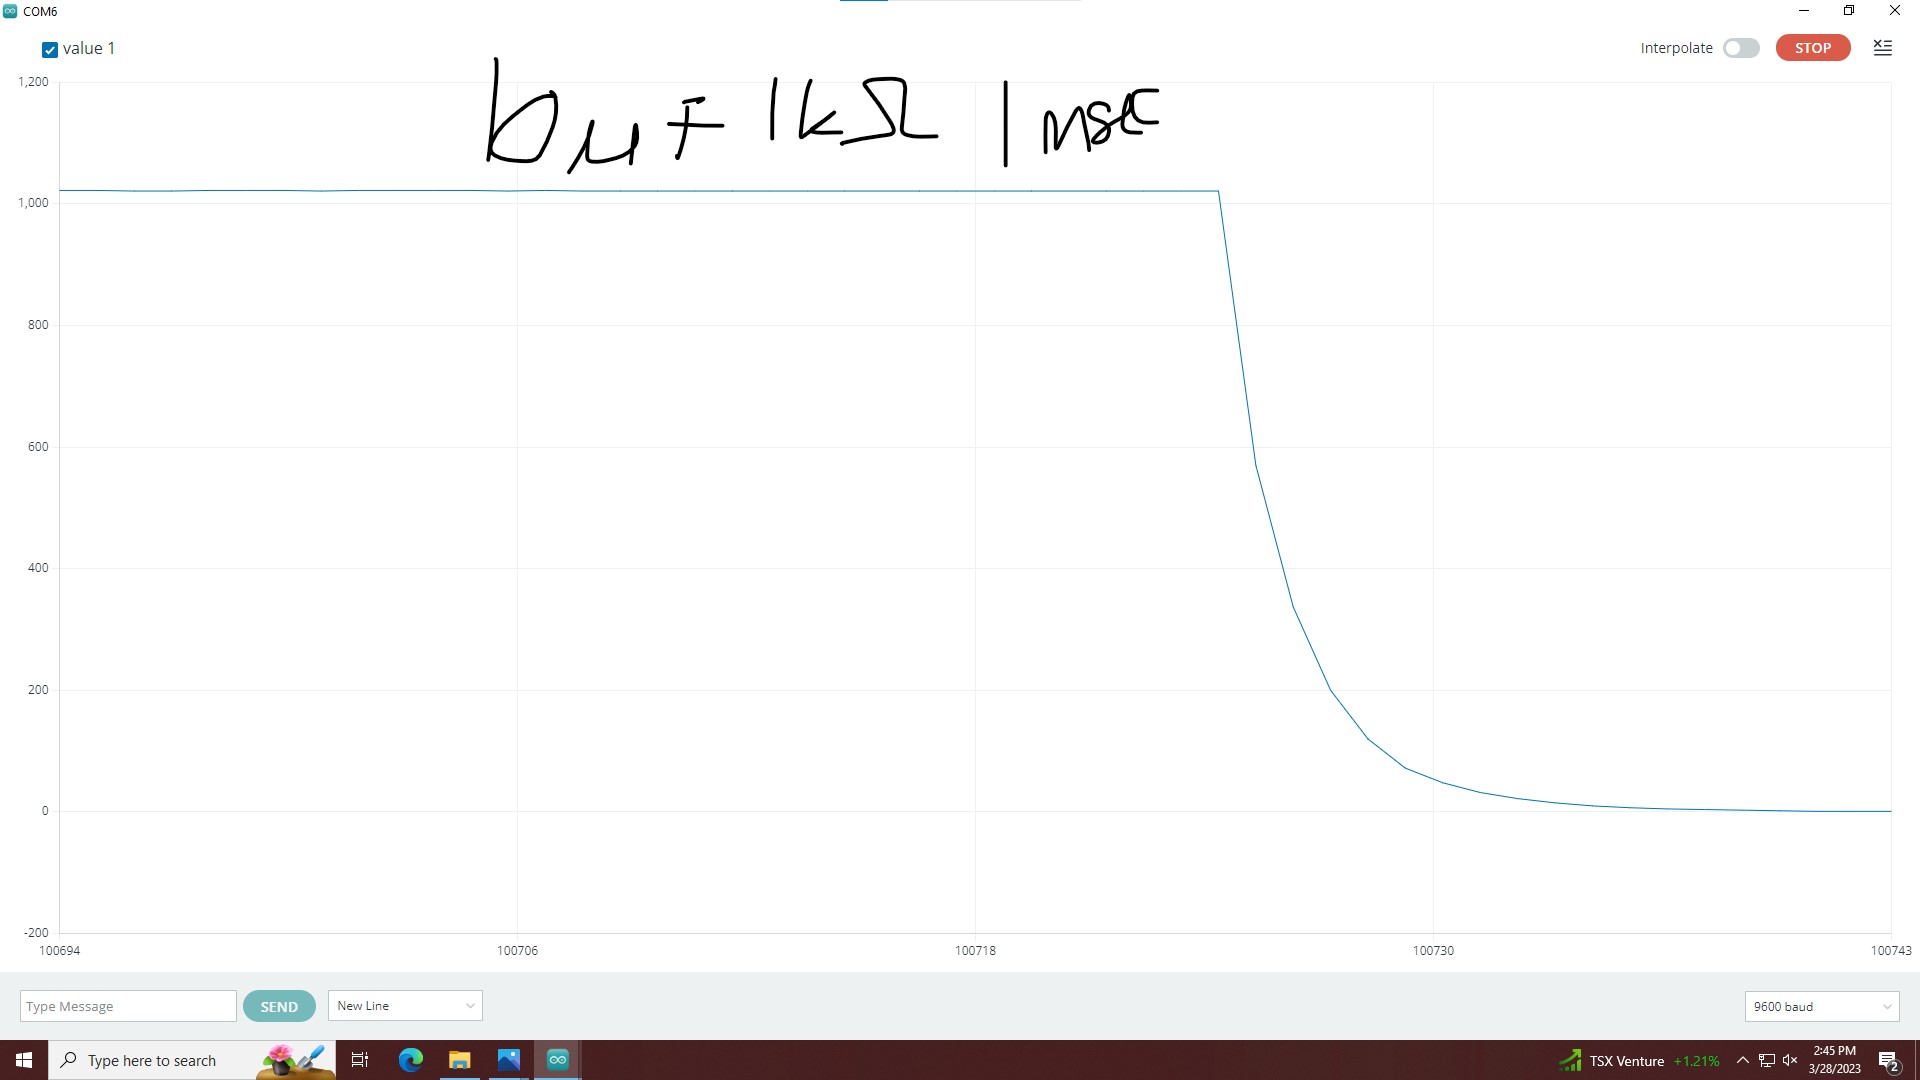 COM6
value 1
Interpolate
STOP
1kΩ 1 msec
1,200
1,000
800
600
400
200
0
-200
100694 100706 100718 100730 100743
Type Message
SEND
New Line
9600 baud
Type here to search
TSX Venture +1.21%
2:45 PM
3/28/2023
2